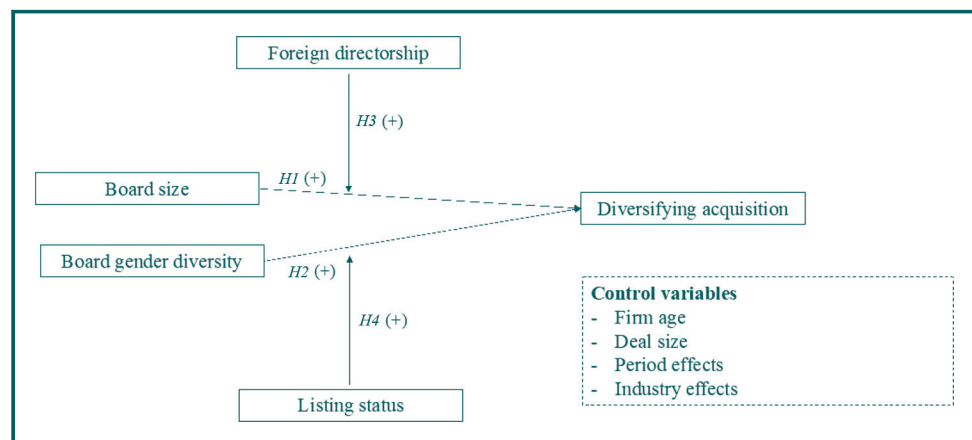 Foreign directorship
H3 (+)
H1 (+)
Board size
Diversifying acquisition
Board gender diversity
H2 (+)
Control variables
- Firm age
- Deal size
- Period effects
- Industry effects
H4 (+)
Listing status